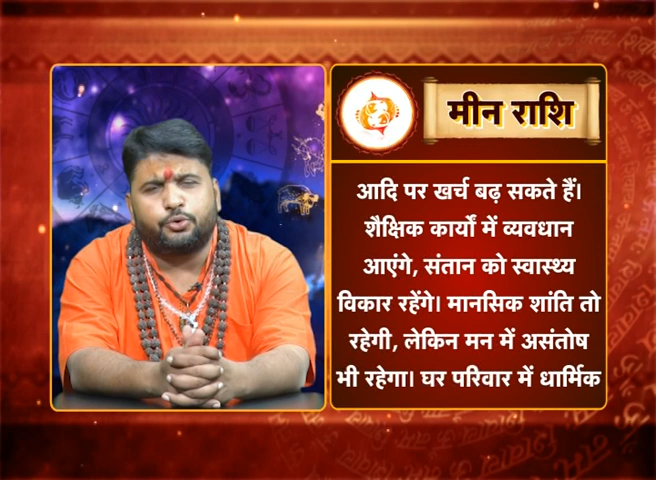 मीन राशि
आदि पर खर्च बढ़ सकते हैं।
शैक्षिक कार्यों में व्यवधान
आएंगे, संतान को स्वास्थ्य
विकार रहेंगे। मानसिक शांति तो
रहेगी, लेकिन मन में असंतोष
भी रहेगा। घर परिवार में धार्मिक